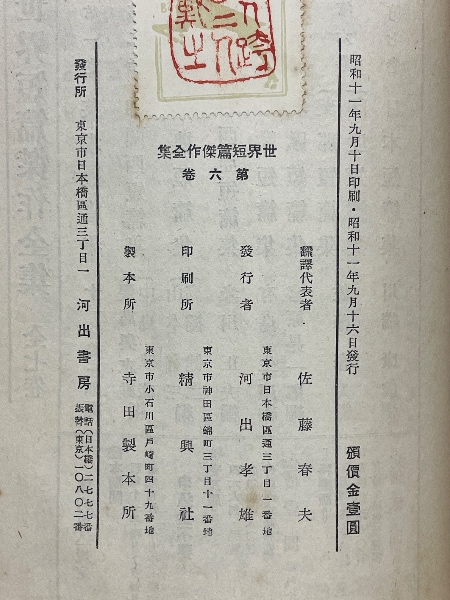 昭和十一年九月十日印刷・昭和十一年九月十六日發行
頒價金壹圓
世界短篇傑作全集
第六卷
飜譯代表者 佐藤春夫
東京市日本橋區通三丁目一番地
發行者 河出孝雄
東京市神田區錦町三丁目十一番地
印刷所 精興社
東京市小石川區戸崎町四十九番地
製本所 寺田製本所
發行所 東京市日本橋區通三丁目一 河出書房
電話(日本橋)二七七七番
振替(東京)一〇八〇二番